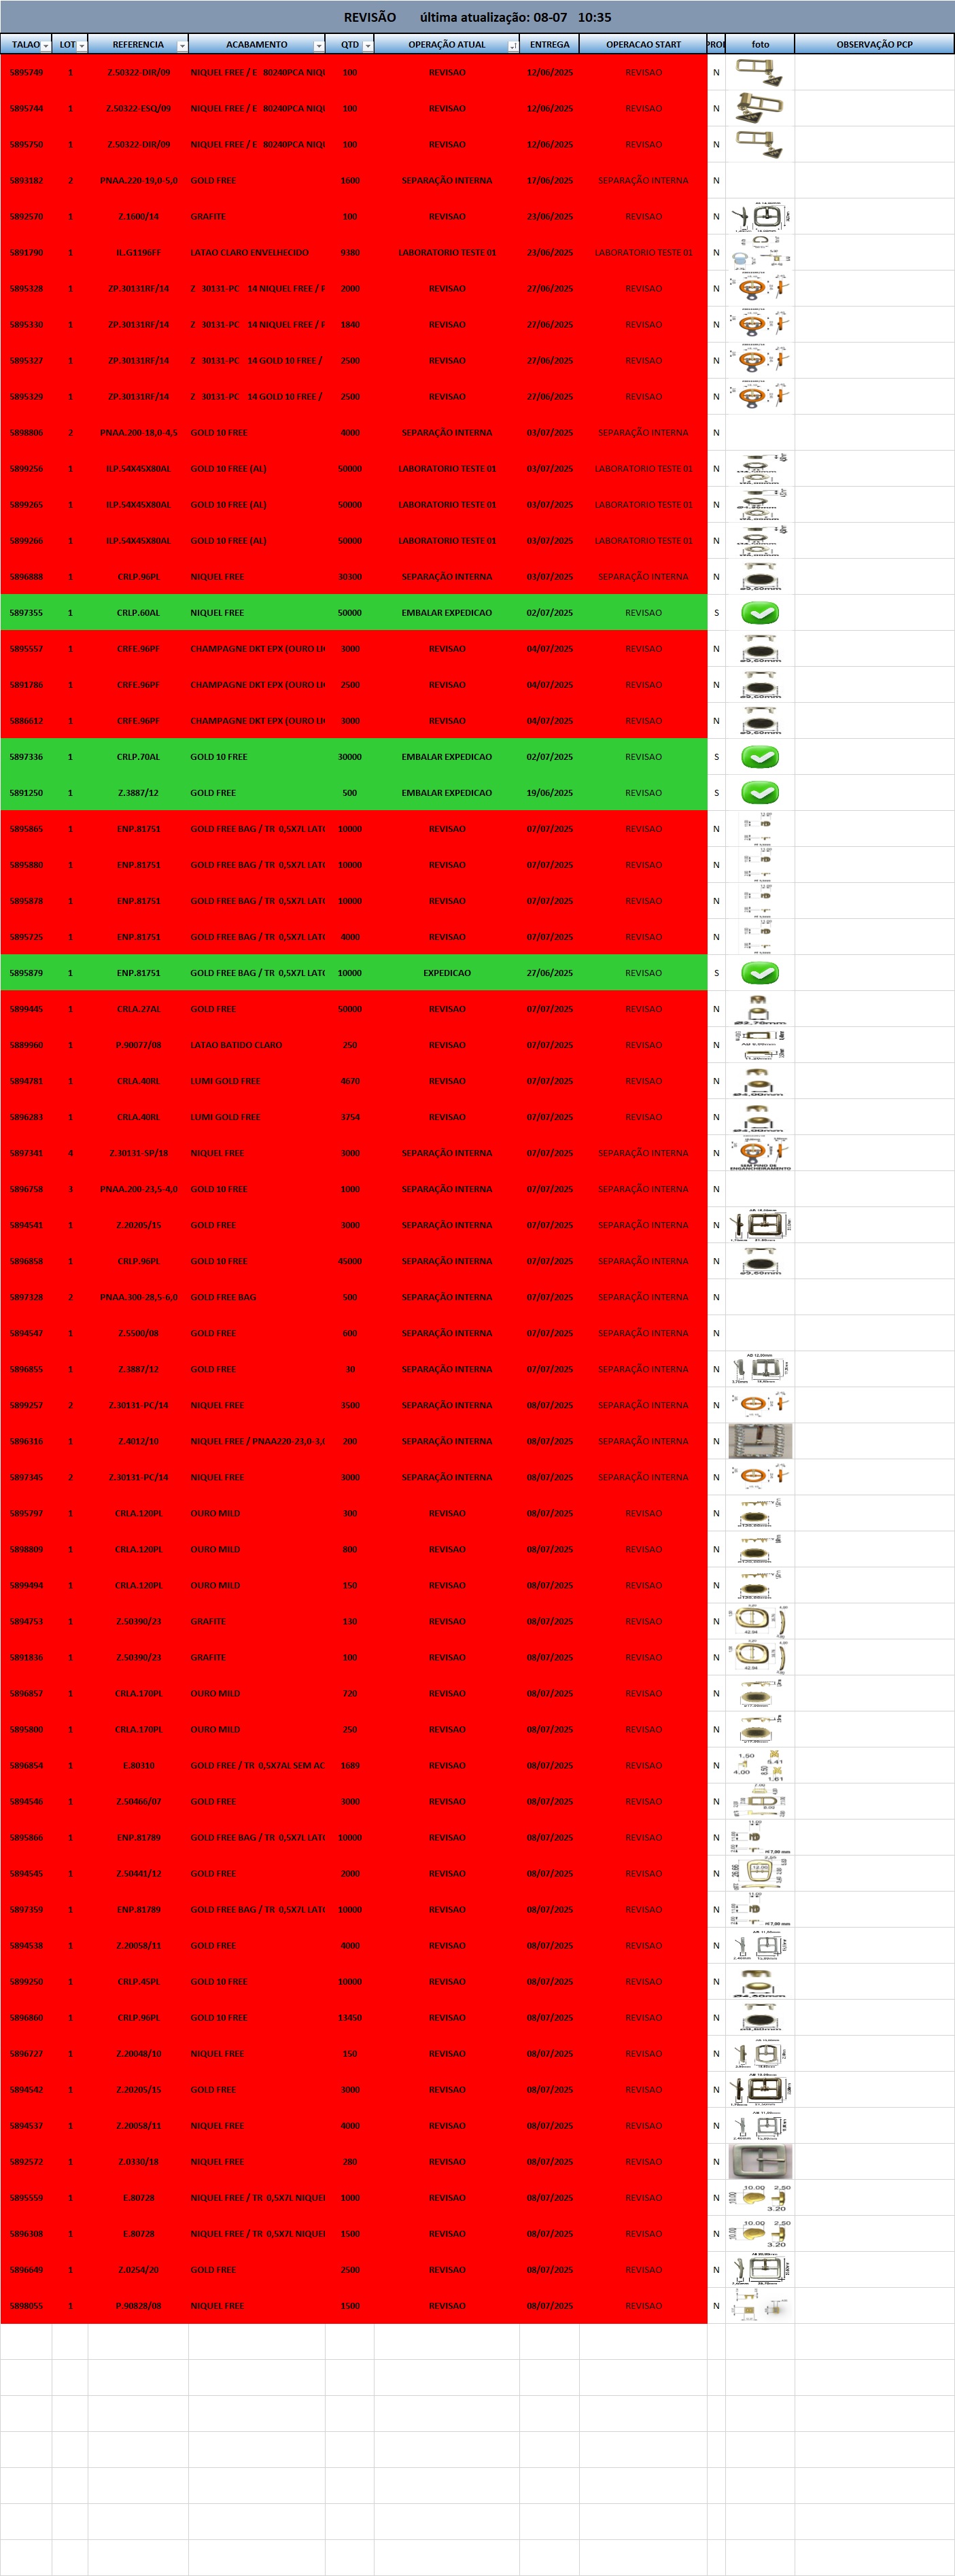 REVISÃO última atualização: 08-07 10:35
TALAO LOT REFERENCIA ACABAMENTO QTD OPERAÇÃO ATUAL ENTREGA OPERACAO START PROI foto OBSERVAÇÃO PCP
5895749 1 Z.50322-DIR/09 NIQUEL FREE / E 80240PCA NIQU 100 REVISAO 12/06/2025 REVISAO N
5895744 1 Z.50322-ESQ/09 NIQUEL FREE / E 80240PCA NIQU 100 REVISAO 12/06/2025 REVISAO N
5895750 1 Z.50322-DIR/09 NIQUEL FREE / E 80240PCA NIQU 100 REVISAO 12/06/2025 REVISAO N
5893182 2 PNAA.220-19,0-5,0 GOLD FREE 1600 SEPARAÇÃO INTERNA 17/06/2025 SEPARAÇÃO INTERNA N
5892570 1 Z.1600/14 GRAFITE 100 REVISAO 23/06/2025 REVISAO N
5891790 1 IL.G1196FF LATAO CLARO ENVELHECIDO 9380 LABORATORIO TESTE 01 23/06/2025 LABORATORIO TESTE 01 N
5895328 1 ZP.30131RF/14 Z 30131-PC 14 NIQUEL FREE / F 2000 REVISAO 27/06/2025 REVISAO N
5895330 1 ZP.30131RF/14 Z 30131-PC 14 NIQUEL FREE / F 1840 REVISAO 27/06/2025 REVISAO N
5895327 1 ZP.30131RF/14 Z 30131-PC 14 GOLD 10 FREE / 2500 REVISAO 27/06/2025 REVISAO N
5895329 1 ZP.30131RF/14 Z 30131-PC 14 GOLD 10 FREE / 2500 REVISAO 27/06/2025 REVISAO N
5898806 2 PNAA.200-18,0-4,5 GOLD 10 FREE 4000 SEPARAÇÃO INTERNA 03/07/2025 SEPARAÇÃO INTERNA N
5899256 1 ILP.54X45X80AL GOLD 10 FREE (AL) 50000 LABORATORIO TESTE 01 03/07/2025 LABORATORIO TESTE 01 N
5899265 1 ILP.54X45X80AL GOLD 10 FREE (AL) 50000 LABORATORIO TESTE 01 03/07/2025 LABORATORIO TESTE 01 N
5899266 1 ILP.54X45X80AL GOLD 10 FREE (AL) 50000 LABORATORIO TESTE 01 03/07/2025 LABORATORIO TESTE 01 N
5896888 1 CRLP.96PL NIQUEL FREE 30300 SEPARAÇÃO INTERNA 03/07/2025 SEPARAÇÃO INTERNA N
5897355 1 CRLP.60AL NIQUEL FREE 50000 EMBALAR EXPEDICAO 02/07/2025 REVISAO S
5895557 1 CRFE.96PF CHAMPAGNE DKT EPX (OURO LIG 3000 REVISAO 04/07/2025 REVISAO N
5891786 1 CRFE.96PF CHAMPAGNE DKT EPX (OURO LIG 2500 REVISAO 04/07/2025 REVISAO N
5886612 1 CRFE.96PF CHAMPAGNE DKT EPX (OURO LIG 3000 REVISAO 04/07/2025 REVISAO N
5897336 1 CRLP.70AL GOLD 10 FREE 30000 EMBALAR EXPEDICAO 02/07/2025 REVISAO S
5891250 1 Z.3887/12 GOLD FREE 500 EMBALAR EXPEDICAO 19/06/2025 REVISAO S
5895865 1 ENP.81751 GOLD FREE BAG / TR 0,5X7L LATO 10000 REVISAO 07/07/2025 REVISAO N
5895880 1 ENP.81751 GOLD FREE BAG / TR 0,5X7L LATO 10000 REVISAO 07/07/2025 REVISAO N
5895878 1 ENP.81751 GOLD FREE BAG / TR 0,5X7L LATO 10000 REVISAO 07/07/2025 REVISAO N
5895725 1 ENP.81751 GOLD FREE BAG / TR 0,5X7L LATO 4000 REVISAO 07/07/2025 REVISAO N
5895879 1 ENP.81751 GOLD FREE BAG / TR 0,5X7L LATO 10000 EXPEDICAO 27/06/2025 REVISAO S
5899445 1 CRLA.27AL GOLD FREE 50000 REVISAO 07/07/2025 REVISAO N
5889960 1 P.90077/08 LATAO BATIDO CLARO 250 REVISAO 07/07/2025 REVISAO N
5894781 1 CRLA.40RL LUMI GOLD FREE 4670 REVISAO 07/07/2025 REVISAO N
5896283 1 CRLA.40RL LUMI GOLD FREE 3754 REVISAO 07/07/2025 REVISAO N
5897341 4 Z.30131-SP/18 NIQUEL FREE 3000 SEPARAÇÃO INTERNA 07/07/2025 SEPARAÇÃO INTERNA N SEM PINO DE ENGANCHEIRAMENTO
5896758 3 PNAA.200-23,5-4,0 GOLD 10 FREE 1000 SEPARAÇÃO INTERNA 07/07/2025 SEPARAÇÃO INTERNA N
5894541 1 Z.20205/15 GOLD FREE 3000 SEPARAÇÃO INTERNA 07/07/2025 SEPARAÇÃO INTERNA N
5896858 1 CRLP.96PL GOLD 10 FREE 45000 SEPARAÇÃO INTERNA 07/07/2025 SEPARAÇÃO INTERNA N
5897328 2 PNAA.300-28,5-6,0 GOLD FREE BAG 500 SEPARAÇÃO INTERNA 07/07/2025 SEPARAÇÃO INTERNA N
5894547 1 Z.5500/08 GOLD FREE 600 SEPARAÇÃO INTERNA 07/07/2025 SEPARAÇÃO INTERNA N
5896855 1 Z.3887/12 GOLD FREE 30 SEPARAÇÃO INTERNA 07/07/2025 SEPARAÇÃO INTERNA N
5899257 2 Z.30131-PC/14 NIQUEL FREE 3500 SEPARAÇÃO INTERNA 08/07/2025 SEPARAÇÃO INTERNA N
5896316 1 Z.4012/10 NIQUEL FREE / PNAA220-23,0-3,0 200 SEPARAÇÃO INTERNA 08/07/2025 SEPARAÇÃO INTERNA N
5897345 2 Z.30131-PC/14 NIQUEL FREE 3000 SEPARAÇÃO INTERNA 08/07/2025 SEPARAÇÃO INTERNA N
5895797 1 CRLA.120PL OURO MILD 300 REVISAO 08/07/2025 REVISAO N
5898809 1 CRLA.120PL OURO MILD 800 REVISAO 08/07/2025 REVISAO N
5899494 1 CRLA.120PL OURO MILD 150 REVISAO 08/07/2025 REVISAO N
5894753 1 Z.50390/23 GRAFITE 130 REVISAO 08/07/2025 REVISAO N
5891836 1 Z.50390/23 GRAFITE 100 REVISAO 08/07/2025 REVISAO N
5896857 1 CRLA.170PL OURO MILD 720 REVISAO 08/07/2025 REVISAO N
5895800 1 CRLA.170PL OURO MILD 250 REVISAO 08/07/2025 REVISAO N
5896854 1 E.80310 GOLD FREE / TR 0,5X7AL SEM AC 1689 REVISAO 08/07/2025 REVISAO N
5894546 1 Z.50466/07 GOLD FREE 3000 REVISAO 08/07/2025 REVISAO N
5895866 1 ENP.81789 GOLD FREE BAG / TR 0,5X7L LATO 10000 REVISAO 08/07/2025 REVISAO N
5894545 1 Z.50441/12 GOLD FREE 2000 REVISAO 08/07/2025 REVISAO N
5897359 1 ENP.81789 GOLD FREE BAG / TR 0,5X7L LATO 10000 REVISAO 08/07/2025 REVISAO N
5894538 1 Z.20058/11 GOLD FREE 4000 REVISAO 08/07/2025 REVISAO N
5899250 1 CRLP.45PL GOLD 10 FREE 10000 REVISAO 08/07/2025 REVISAO N
5896860 1 CRLP.96PL GOLD 10 FREE 13450 REVISAO 08/07/2025 REVISAO N
5896727 1 Z.20048/10 NIQUEL FREE 150 REVISAO 08/07/2025 REVISAO N
5894542 1 Z.20205/15 GOLD FREE 3000 REVISAO 08/07/2025 REVISAO N
5894537 1 Z.20058/11 NIQUEL FREE 4000 REVISAO 08/07/2025 REVISAO N
5892572 1 Z.0330/18 NIQUEL FREE 280 REVISAO 08/07/2025 REVISAO N
5895559 1 E.80728 NIQUEL FREE / TR 0,5X7L NIQUEI 1000 REVISAO 08/07/2025 REVISAO N 10.00 2.50 10.00 3.20
5896308 1 E.80728 NIQUEL FREE / TR 0,5X7L NIQUEI 1500 REVISAO 08/07/2025 REVISAO N 10.00 2.50 10.00 3.20
5896649 1 Z.0254/20 GOLD FREE 2500 REVISAO 08/07/2025 REVISAO N
5898055 1 P.90828/08 NIQUEL FREE 1500 REVISAO 08/07/2025 REVISAO N